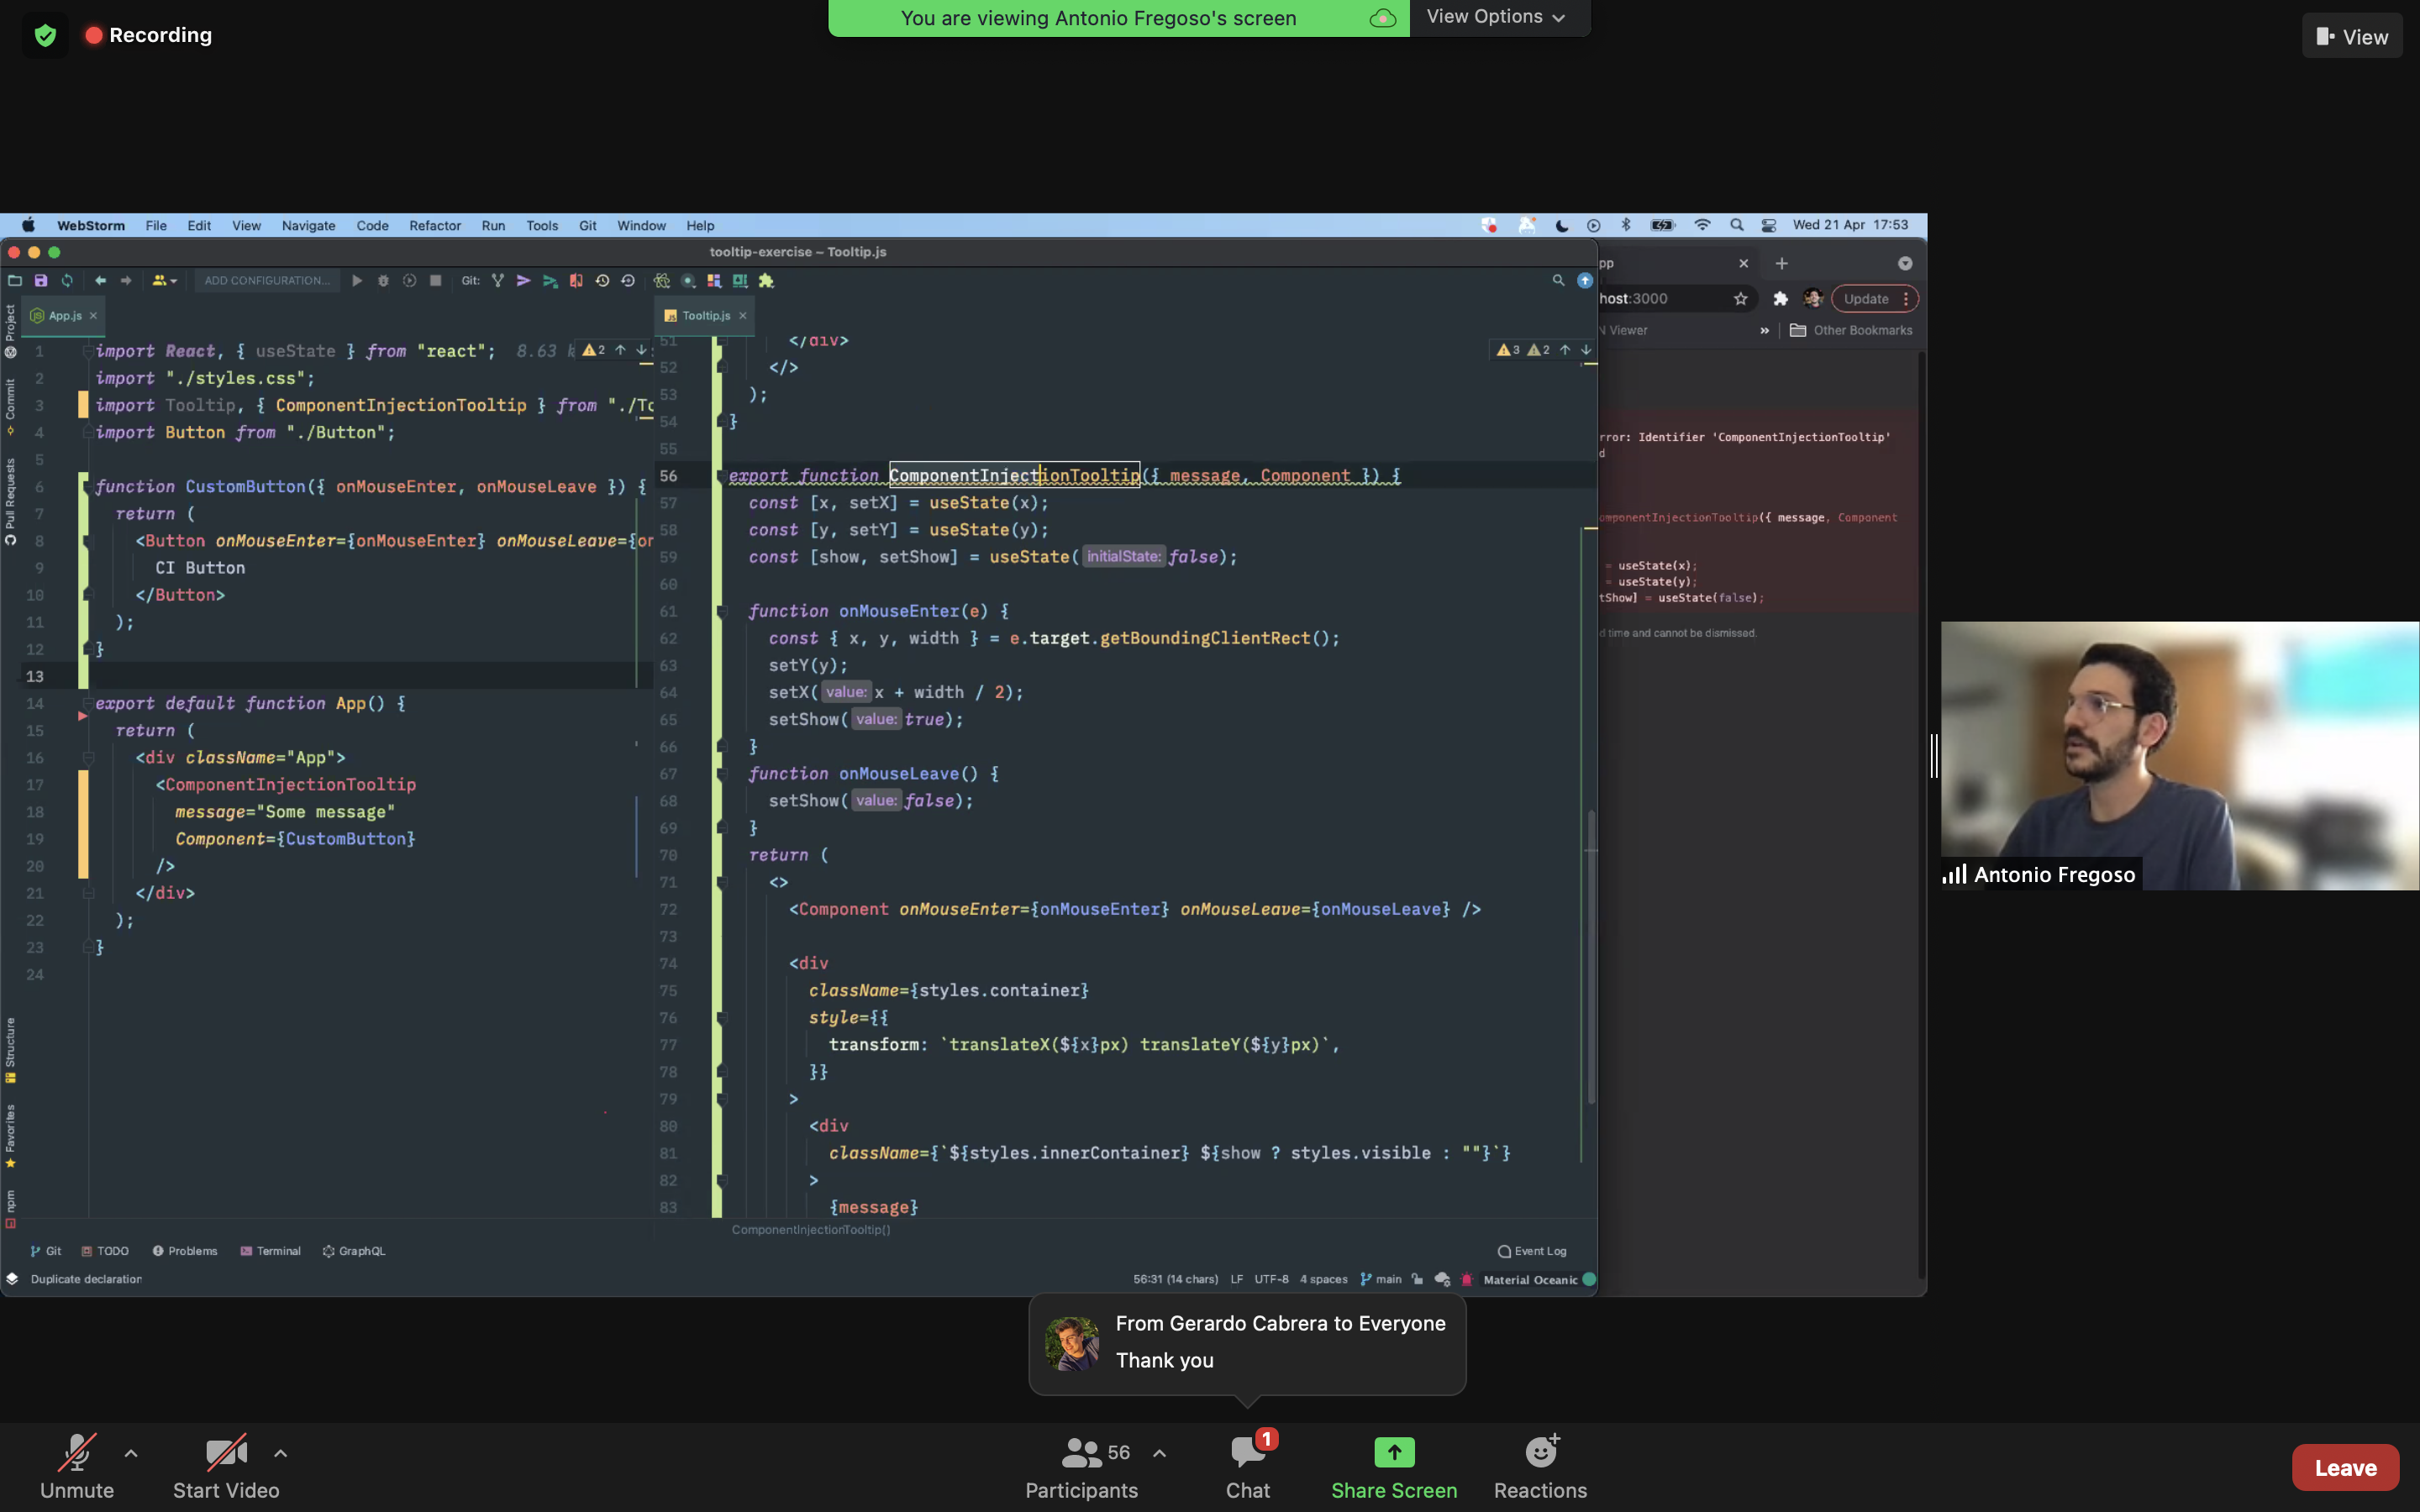 Recording
You are viewing Antonio Fregoso's screen
View Options
View
WebStorm File Edit View Navigate Code Refactor Run Tools Git Window Help
Wed 21 Apr 17:53
tooltip-exercise – Tooltip.js
ADD CONFIGURATION...
Git:
App.js
Project
Commit
Pull Requests
Structure
Favorites
npm
1 import React, { useState } from "react"; 8.63
2 ↑ ↓
2 import "./styles.css";
3 import Tooltip, { ComponentInjectionTooltip } from "./To
4 import Button from "./Button";
5
6 function CustomButton({ onMouseEnter, onMouseLeave }) {
7 return (
8 <Button onMouseEnter={onMouseEnter} onMouseLeave={on
9 CI Button
10 </Button>
11 );
12 }
13
14 export default function App() {
15 return (
16 <div className="App">
17 <ComponentInjectionTooltip
18 message="Some message"
19 Component={CustomButton}
20 />
21 </div>
22 );
23 }
24
Tooltip.js
3 2 ↑ ↓
51 </div>
52 </>
53 );
54 }
55
56 export function ComponentInjectionTooltip({ message, Component }) {
57 const [x, setX] = useState(x);
58 const [y, setY] = useState(y);
59 const [show, setShow] = useState( initialState: false);
60
61 function onMouseEnter(e) {
62 const { x, y, width } = e.target.getBoundingClientRect();
63 setY(y);
64 setX( value: x + width / 2);
65 setShow( value: true);
66 }
67 function onMouseLeave() {
68 setShow( value: false);
69 }
70 return (
71 <>
72 <Component onMouseEnter={onMouseEnter} onMouseLeave={onMouseLeave} />
73
74 <div
75 className={styles.container}
76 style={{
77 transform: `translateX(${x}px) translateY(${y}px)`,
78 }}
79 >
80 <div
81 className={`${styles.innerContainer} ${show ? styles.visible : ""}`}
82 >
83 {message}
ComponentInjectionTooltip()
Git TODO Problems Terminal GraphQL
Event Log
Duplicate declaration
56:31 (14 chars) LF UTF-8 4 spaces main Material Oceanic
pp
host:3000
Update
N Viewer
» Other Bookmarks
rror: Identifier 'ComponentInjectionTooltip'
d
omponentInjectionTooltip({ message, Component
= useState(x);
= useState(y);
tShow] = useState(false);
d time and cannot be dismissed.
Antonio Fregoso
From Gerardo Cabrera to Everyone
Thank you
Unmute
Start Video
56
Participants
1
Chat
Share Screen
Reactions
Leave